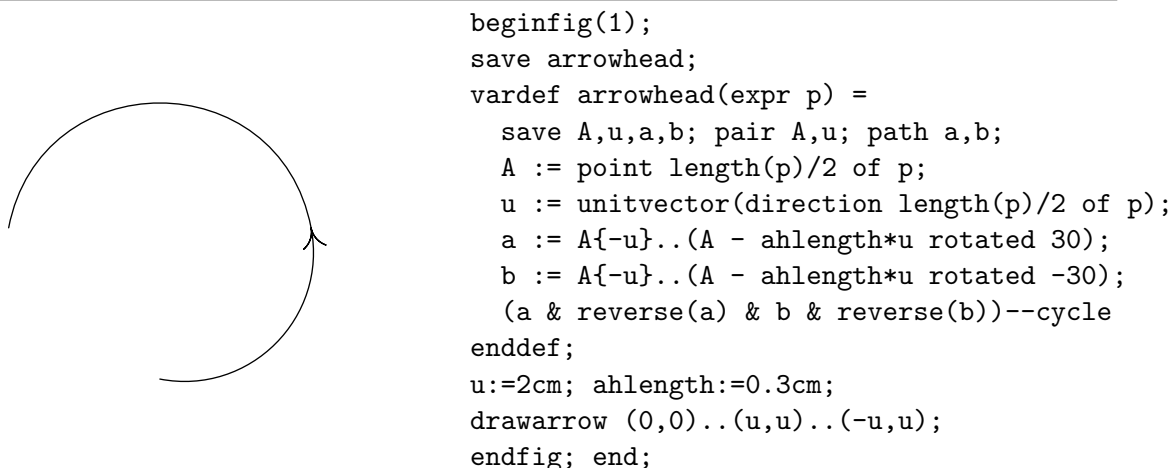 beginfig(1);
save arrowhead;
vardef arrowhead(expr p) =
  save A,u,a,b; pair A,u; path a,b;
  A := point length(p)/2 of p;
  u := unitvector(direction length(p)/2 of p);
  a := A{-u}..(A - ahlength*u rotated 30);
  b := A{-u}..(A - ahlength*u rotated -30);
  (a & reverse(a) & b & reverse(b))--cycle
enddef;
u:=2cm; ahlength:=0.3cm;
drawarrow (0,0)..(u,u)..(-u,u);
endfig; end;